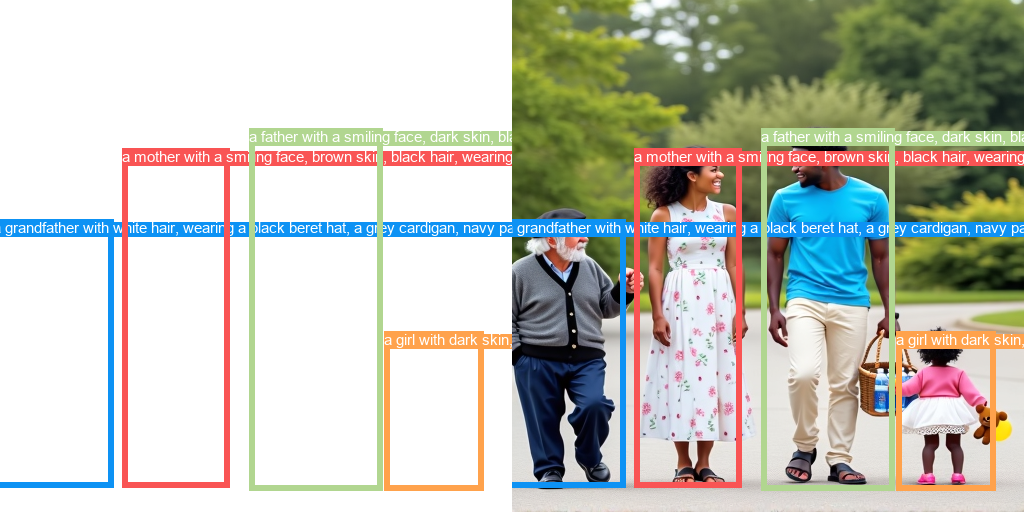 a father with a smiling face, dark skin, bla
a mother with a smiling face, brown skin, black hair, wearing
grandfather with white hair, wearing a black beret hat, a grey cardigan, navy pa
a girl with dark skin,
a father with a smiling face, dark skin, bla
a mother with a smiling face, brown skin, black hair, wearing
grandfather with white hair, wearing a black beret hat, a grey cardigan, navy pa
a girl with dark skin,